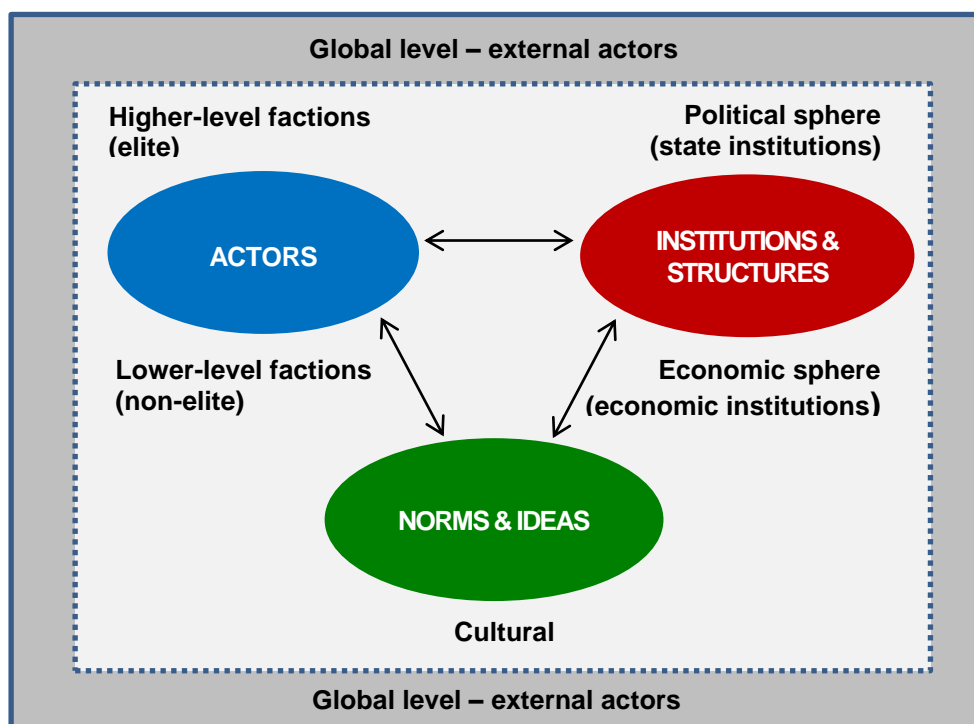 Global level – external actors
Higher-level factions
(elite)
Political sphere
(state institutions)
ACTORS
INSTITUTIONS &
STRUCTURES
Lower-level factions
(non-elite)
Economic sphere
(economic institutions)
NORMS & IDEAS
Cultural
Global level – external actors